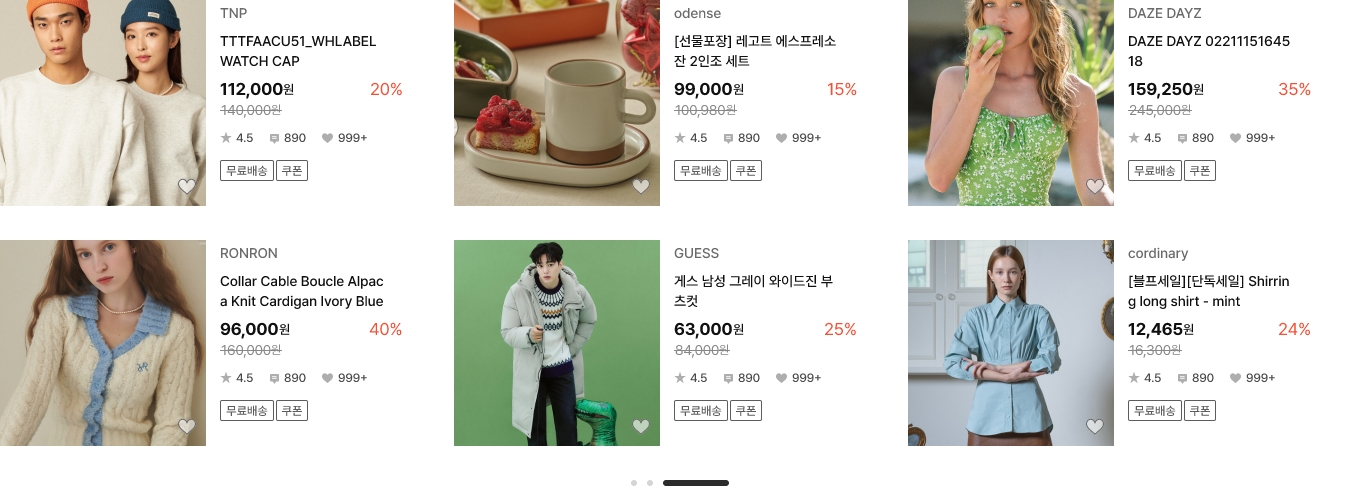 TNP
TTTFAACU51_WHLABEL
WATCH CAP
112,000원 20%
140,000원
4.5 890 999+
무료배송 쿠폰
odense
[선물포장] 레고트 에스프레소
잔 2인조 세트
99,000원 15%
100,980원
4.5 890 999+
무료배송 쿠폰
DAZE DAYZ
DAZE DAYZ 02211151645
18
159,250원 35%
245,000원
4.5 890 999+
무료배송 쿠폰
RONRON
Collar Cable Boucle Alpac
a Knit Cardigan Ivory Blue
96,000원 40%
160,000원
4.5 890 999+
무료배송 쿠폰
GUESS
게스 남성 그레이 와이드진 부
츠컷
63,000원 25%
84,000원
4.5 890 999+
무료배송 쿠폰
cordinary
[블프세일][단독세일] Shirrin
g long shirt - mint
12,465원 24%
16,300원
4.5 890 999+
무료배송 쿠폰